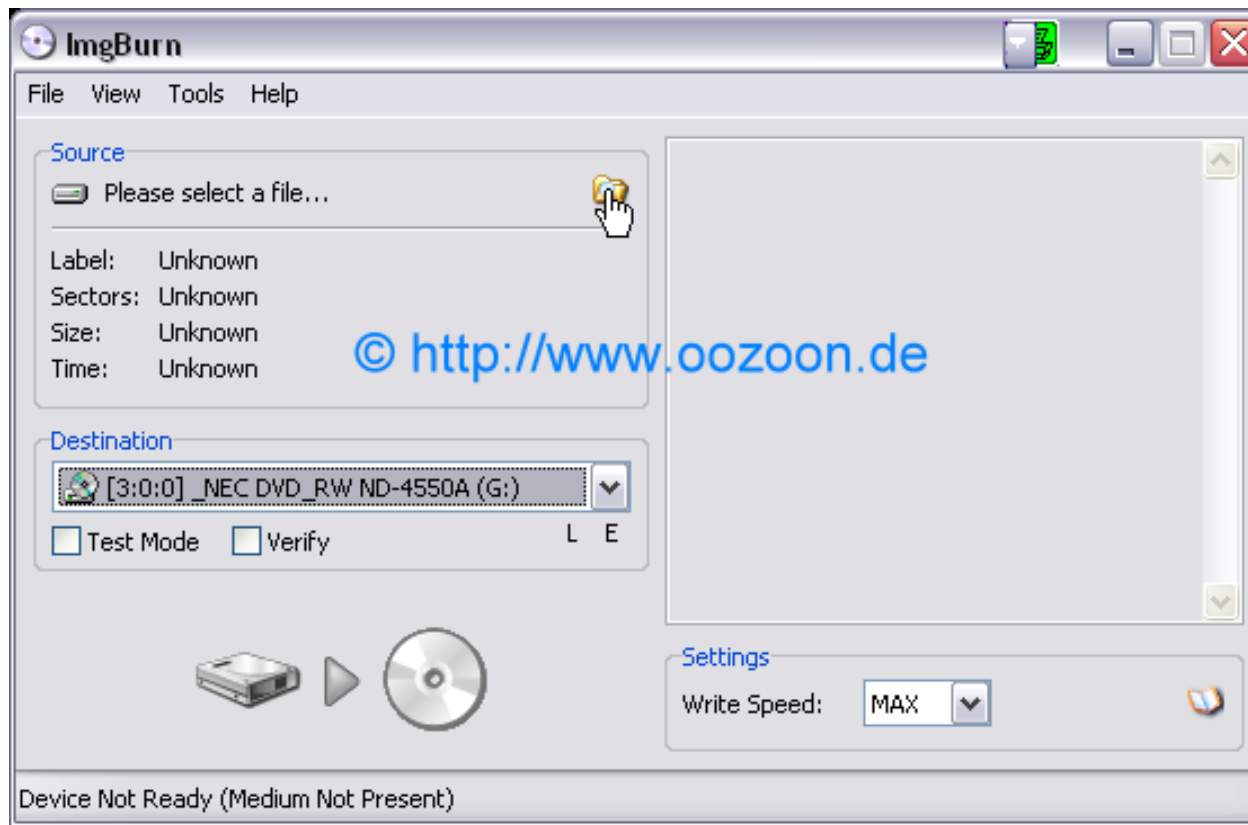 ImgBurn
File View Tools Help
Source
Please select a file...
Label: Unknown
Sectors: Unknown
Size: Unknown
Time: Unknown
© http://www.oozoon.de
Destination
[3:0:0] _NEC DVD_RW ND-4550A (G:)
Test Mode Verify L E
Settings
Write Speed: MAX
Device Not Ready (Medium Not Present)